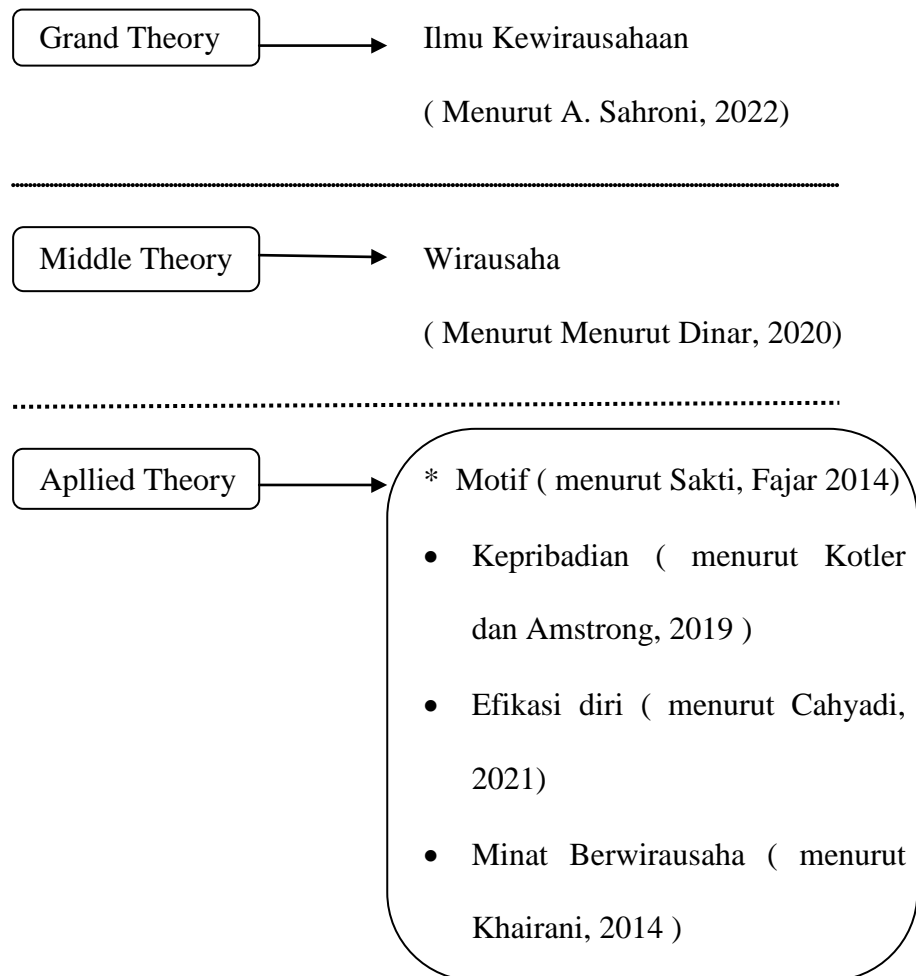 Grand Theory
Ilmu Kewirausahaan
( Menurut A. Sahroni, 2022)
Middle Theory
Wirausaha
( Menurut Menurut Dinar, 2020)
Apllied Theory
* Motif ( menurut Sakti, Fajar 2014)
• Kepribadian ( menurut Kotler
dan Amstrong, 2019 )
• Efikasi diri ( menurut Cahyadi,
2021)
• Minat Berwirausaha ( menurut
Khairani, 2014 )